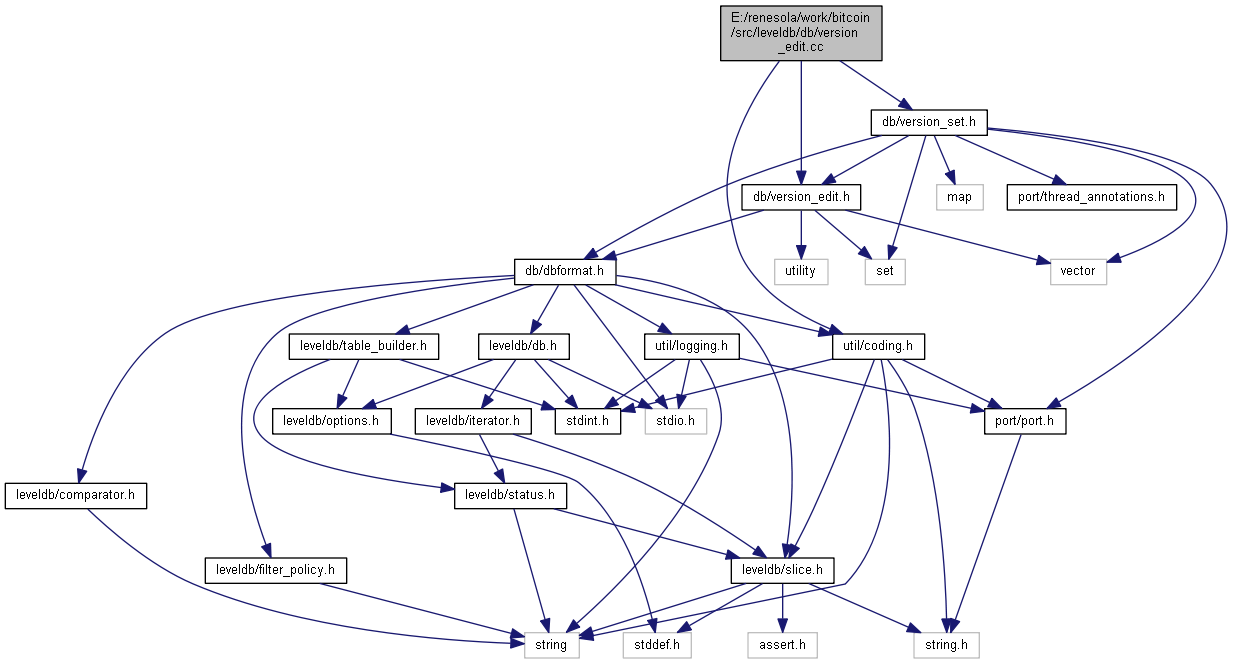 E:/renesola/work/bitcoin
/src/leveldb/db/version
_edit.cc
db/version_set.h
db/version_edit.h
map
port/thread_annotations.h
db/dbformat.h
utility
set
vector
leveldb/table_builder.h
leveldb/db.h
util/logging.h
util/coding.h
leveldb/options.h
leveldb/iterator.h
stdint.h
stdio.h
port/port.h
leveldb/comparator.h
leveldb/status.h
leveldb/filter_policy.h
leveldb/slice.h
string
stddef.h
assert.h
string.h